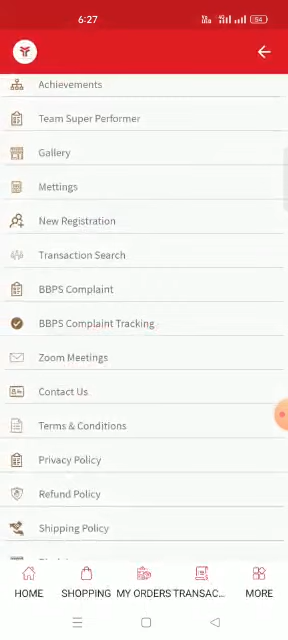 6:27
64
Achievements
Team Super Performer
Gallery
Mettings
New Registration
Transaction Search
BBPS Complaint
BBPS Complaint Tracking
Zoom Meetings
Contact Us
Terms & Conditions
Privacy Policy
Refund Policy
Shipping Policy
HOME SHOPPING MY ORDERS TRANSAC... MORE